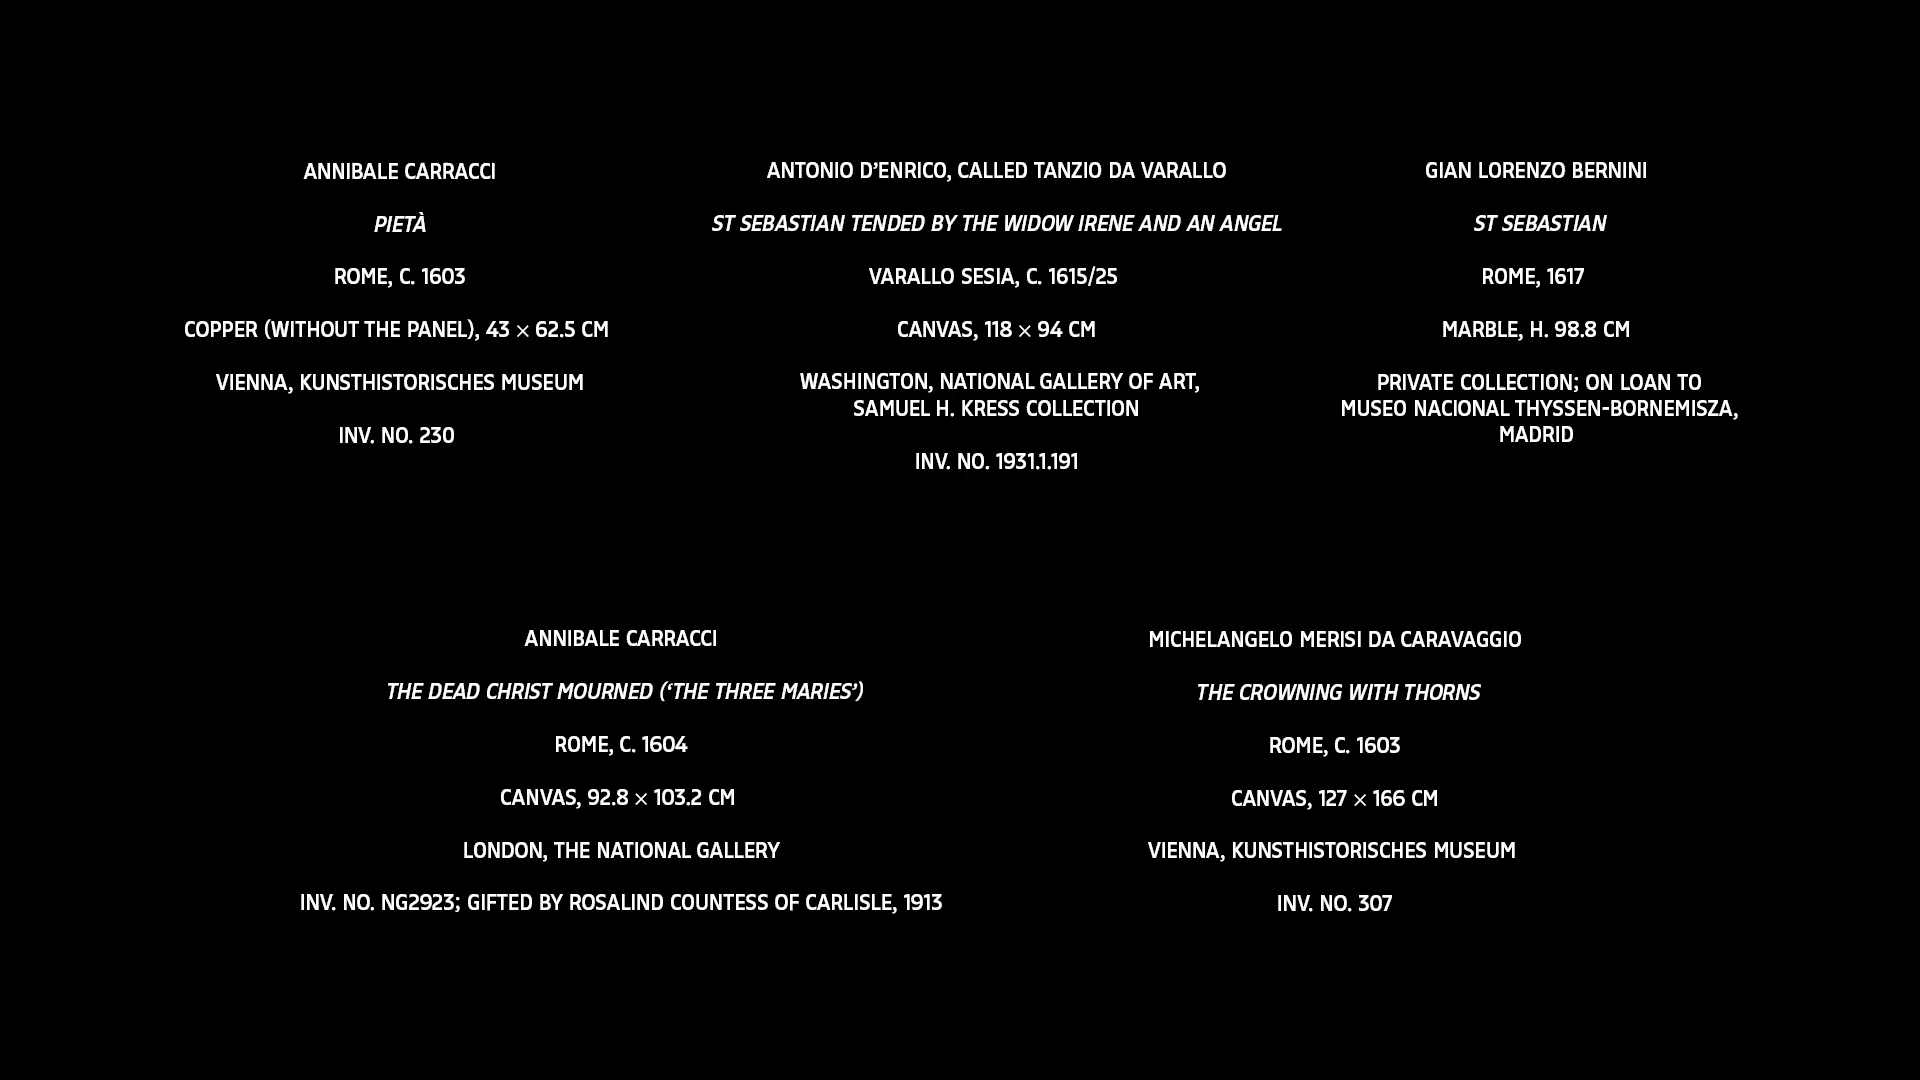 ANNIBALE CARRACCI
PIETÀ
ROME, C. 1603
COPPER (WITHOUT THE PANEL), 43 × 62.5 CM
VIENNA, KUNSTHISTORISCHES MUSEUM
INV. NO. 230
ANTONIO D’ENRICO, CALLED TANZIO DA VARALLO
ST SEBASTIAN TENDED BY THE WIDOW IRENE AND AN ANGEL
VARALLO SESIA, C. 1615/25
CANVAS, 118 × 94 CM
WASHINGTON, NATIONAL GALLERY OF ART,
SAMUEL H. KRESS COLLECTION
INV. NO. 1931.1.191
GIAN LORENZO BERNINI
ST SEBASTIAN
ROME, 1617
MARBLE, H. 98.8 CM
PRIVATE COLLECTION; ON LOAN TO
MUSEO NACIONAL THYSSEN-BORNEMISZA,
MADRID
ANNIBALE CARRACCI
THE DEAD CHRIST MOURNED (‘THE THREE MARIES’)
ROME, C. 1604
CANVAS, 92.8 × 103.2 CM
LONDON, THE NATIONAL GALLERY
INV. NO. NG2923; GIFTED BY ROSALIND COUNTESS OF CARLISLE, 1913
MICHELANGELO MERISI DA CARAVAGGIO
THE CROWNING WITH THORNS
ROME, C. 1603
CANVAS, 127 × 166 CM
VIENNA, KUNSTHISTORISCHES MUSEUM
INV. NO. 307